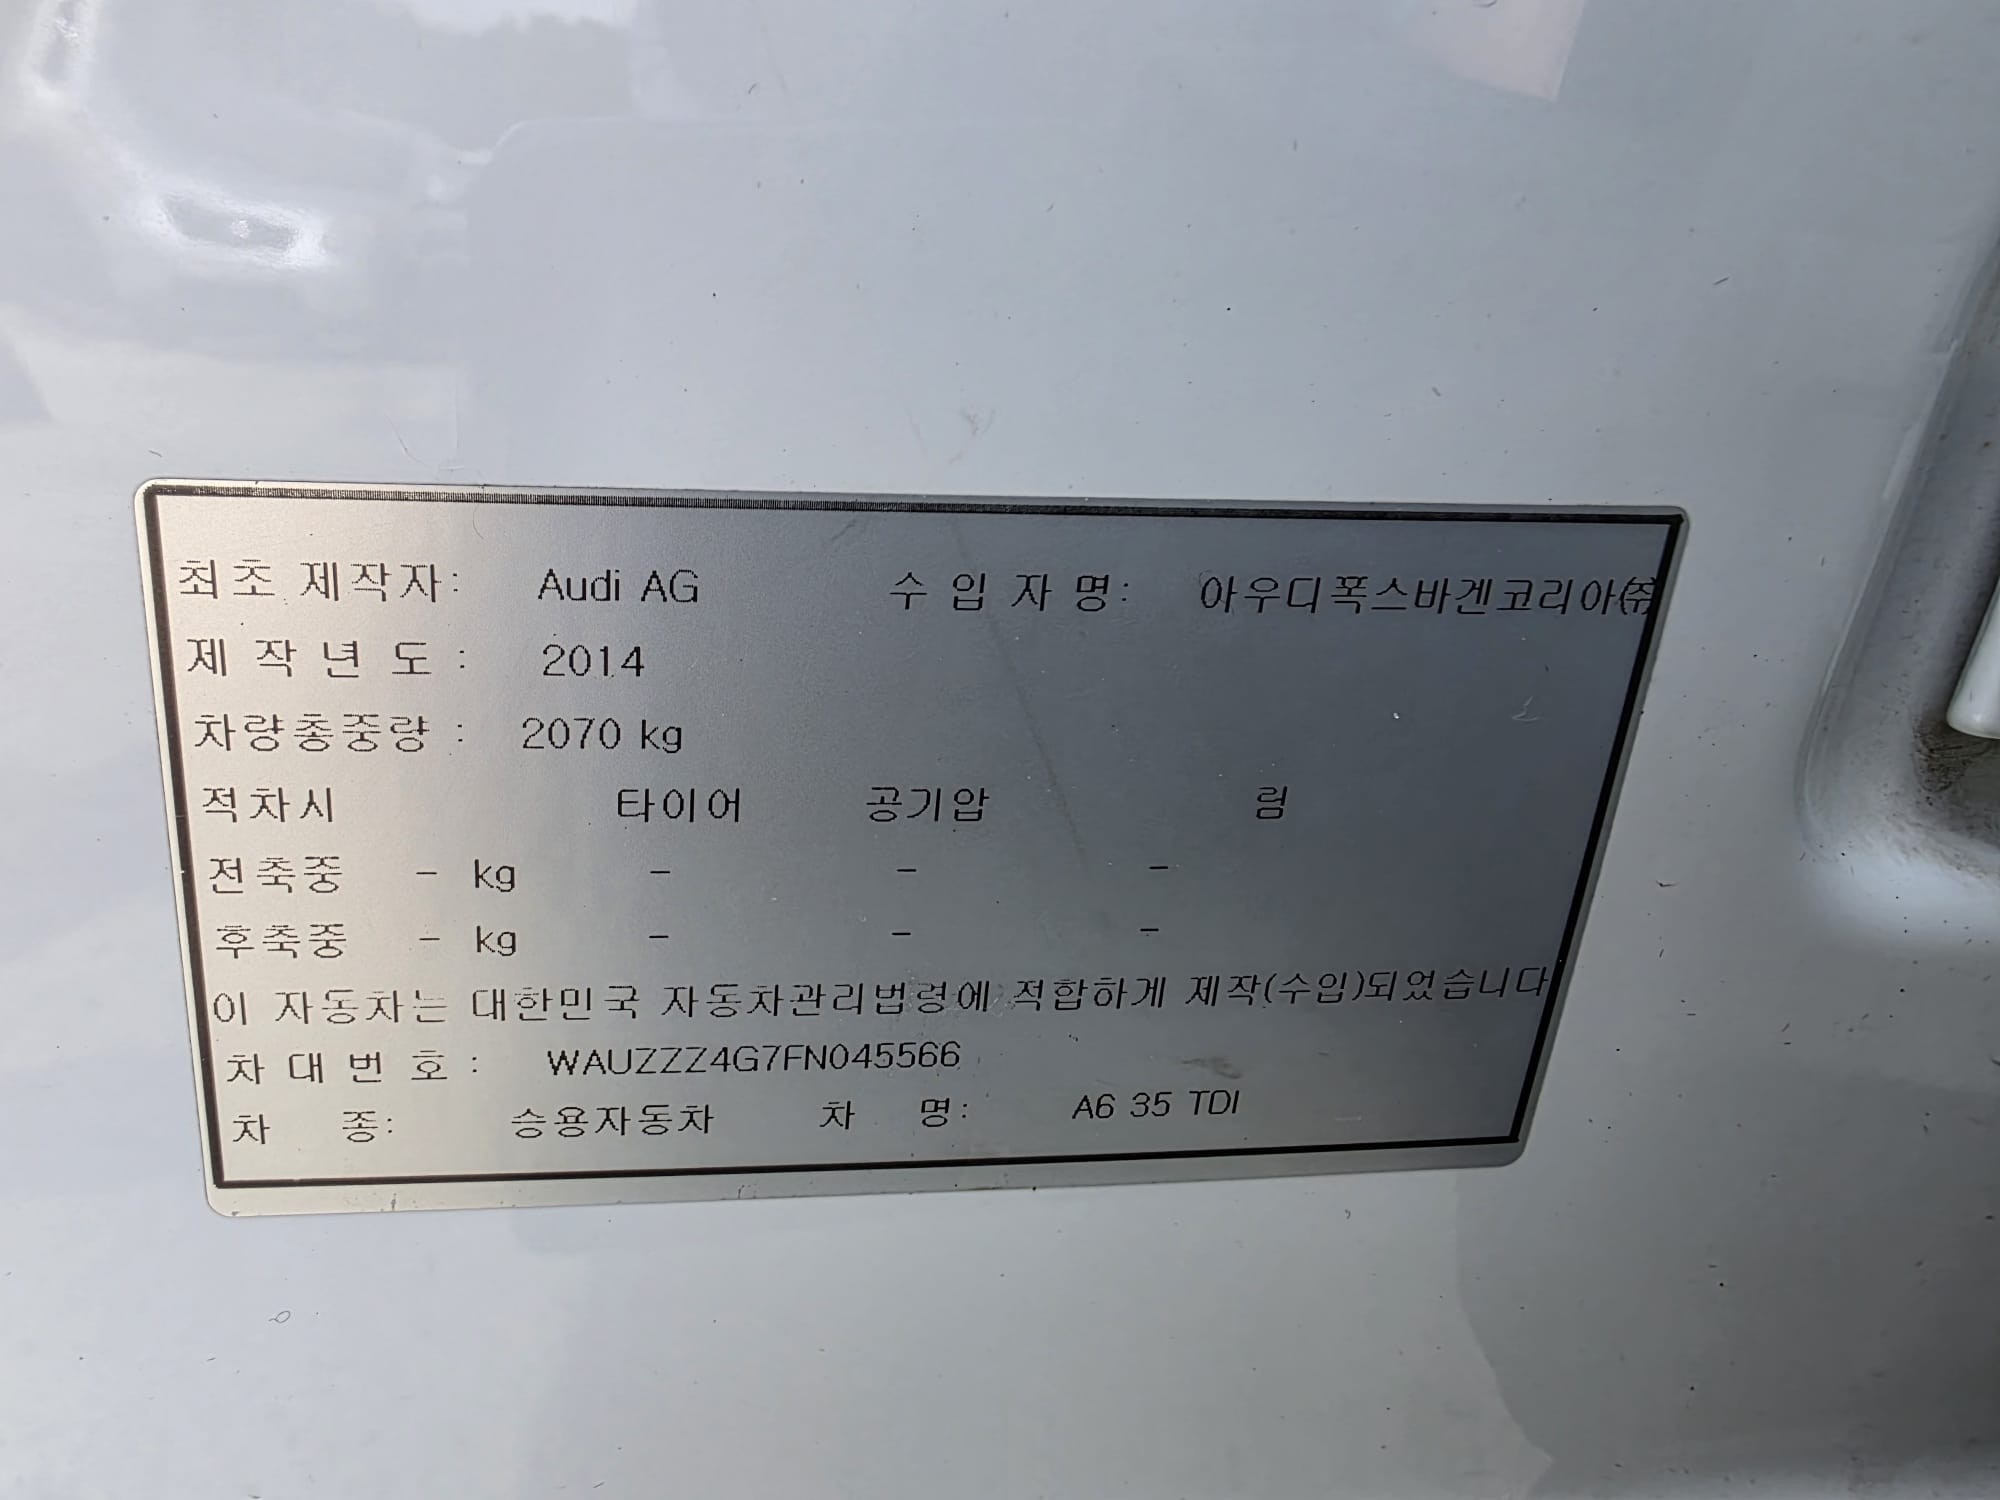 최초 제작자: Audi AG 수 입 자 명: 아우디폭스바겐코리아㈜
제 작 년 도 : 2014
차량총중량 : 2070 kg
적차시 타이어 공기압 림
전축중 - kg - - -
후축중 - kg - - -
이 자동차는 대한민국 자동차관리법령에 적합하게 제작(수입)되었습니다
차 대 번 호 : WAUZZZ4G7FN045566
차 종: 승용자동차 차 명: A6 35 TDI